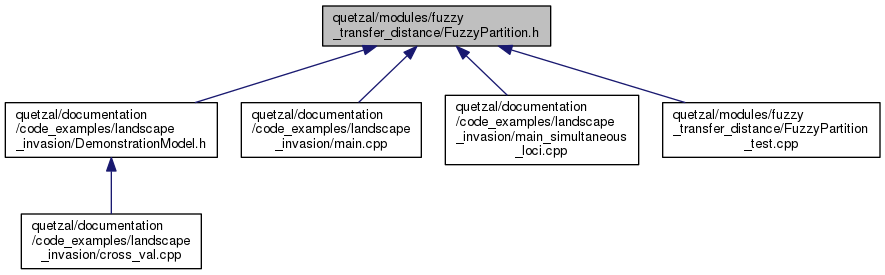 quetzal/modules/fuzzy
_transfer_distance/FuzzyPartition.h
quetzal/documentation
/code_examples/landscape
_invasion/DemonstrationModel.h
quetzal/documentation
/code_examples/landscape
_invasion/main.cpp
quetzal/documentation
/code_examples/landscape
_invasion/main_simultaneous
_loci.cpp
quetzal/modules/fuzzy
_transfer_distance/FuzzyPartition
_test.cpp
quetzal/documentation
/code_examples/landscape
_invasion/cross_val.cpp